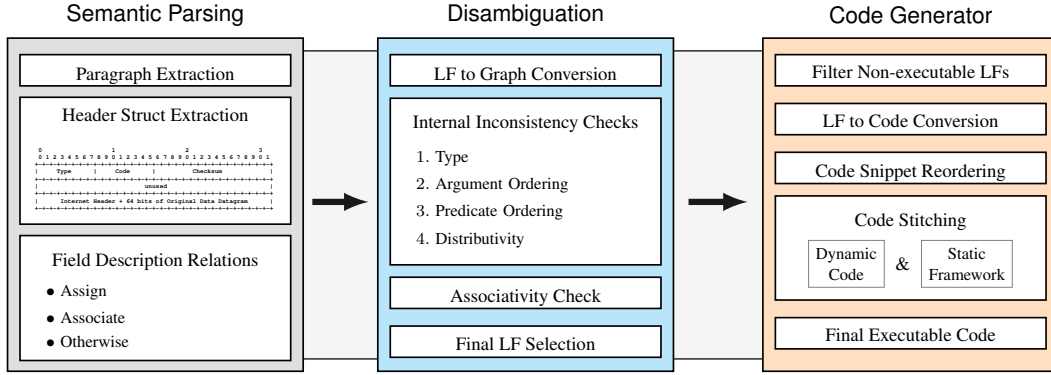 Semantic Parsing
Paragraph Extraction
Header Struct Extraction
0 1 2 3
0 1 2 3 4 5 6 7 8 9 0 1 2 3 4 5 6 7 8 9 0 1 2 3 4 5 6 7 8 9 0 1
+-+-+-+-+-+-+-+-+-+-+-+-+-+-+-+-+-+-+-+-+-+-+-+-+-+-+-+-+-+-+-+-+
| Type | Code | Checksum |
+-+-+-+-+-+-+-+-+-+-+-+-+-+-+-+-+-+-+-+-+-+-+-+-+-+-+-+-+-+-+-+-+
| unused |
+-+-+-+-+-+-+-+-+-+-+-+-+-+-+-+-+-+-+-+-+-+-+-+-+-+-+-+-+-+-+-+-+
| Internet Header + 64 bits of Original Data Datagram |
+-+-+-+-+-+-+-+-+-+-+-+-+-+-+-+-+-+-+-+-+-+-+-+-+-+-+-+-+-+-+-+-+
Field Description Relations
• Assign
• Associate
• Otherwise
Disambiguation
LF to Graph Conversion
Internal Inconsistency Checks
1. Type
2. Argument Ordering
3. Predicate Ordering
4. Distributivity
Associativity Check
Final LF Selection
Code Generator
Filter Non-executable LFs
LF to Code Conversion
Code Snippet Reordering
Code Stitching
Dynamic
Code
&
Static
Framework
Final Executable Code